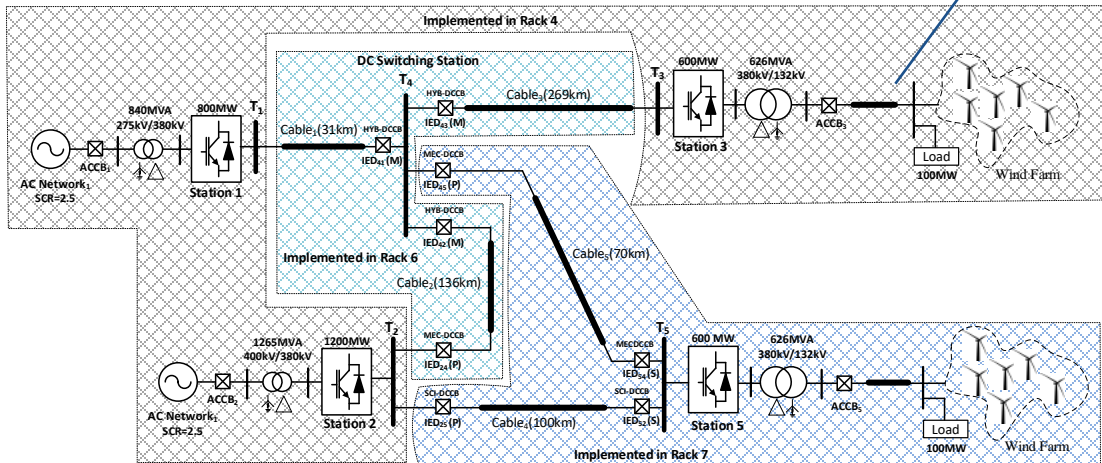 Implemented in Rack 4
DC Switching Station
T4
HYB-DCCB
IED43(M)
Cable3(269km)
T3
600MW
Station 3
626MVA
380kV/132kV
ACCB3
Load
100MW
Wind Farm
840MVA
275kV/380kV
800MW
T1
Cable1(31km)
HYB-DCCB
IED41(M)
AC Network1
SCR=2.5
ACCB1
Station 1
MEC-DCCB
IED45(P)
HYB-DCCB
IED42(M)
Implemented in Rack 6
Cable2(136km)
Cable5(70km)
T2
MEC-DCCB
IED24(P)
1265MVA
400kV/380kV
1200MW
AC Network1
SCR=2.5
ACCB2
Station 2
SCI-DCCB
IED25(P)
Cable4(100km)
T5
MECDCCB
IED54(S)
SCI-DCCB
IED52(S)
600 MW
Station 5
626MVA
380kV/132kV
ACCB5
Load
100MW
Wind Farm
Implemented in Rack 7